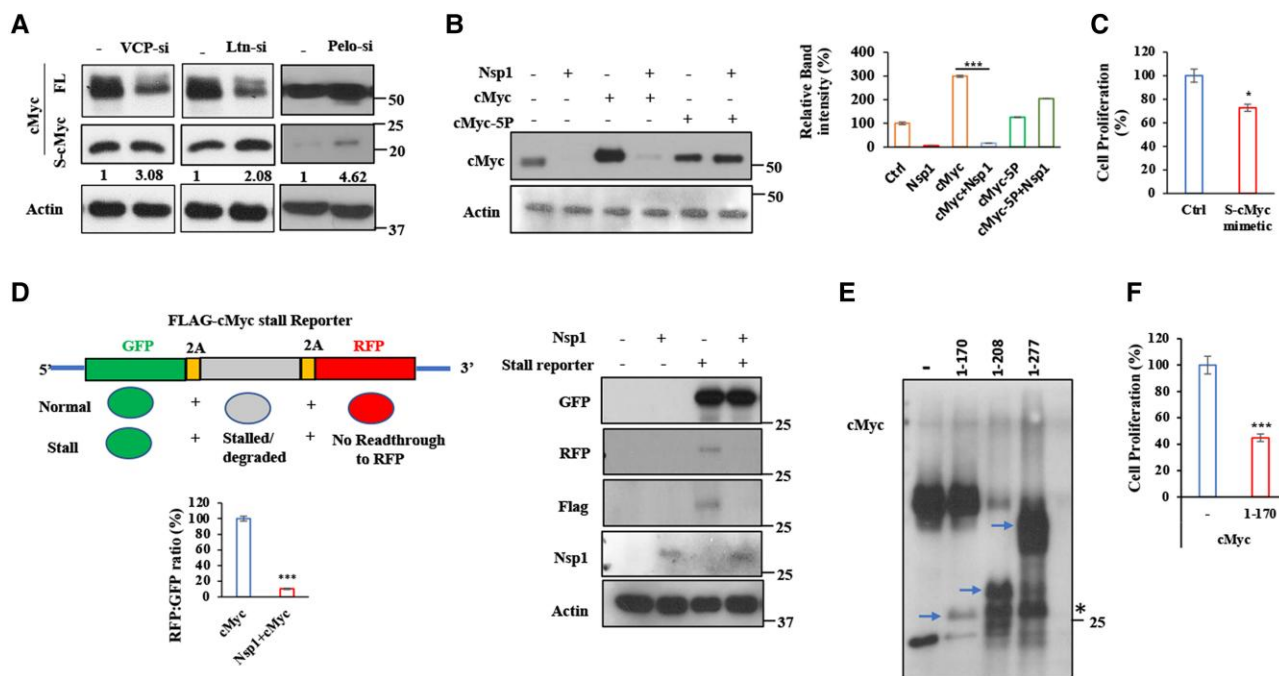 A
- VCP-si - Ltn-si - Pelo-si
cMyc
FL
50
25
S-cMyc
20
1 3.08 1 2.08 1 4.62
Actin
37
B
Nsp1 - + - + - +
cMyc - - + + - -
cMyc-5P - - - - + +
cMyc
50
50
Actin
Relative Band
intensity (%)
400
300
200
100
0
***
Ctrl
Nsp1
cMyc
cMyc+Nsp1
cMyc-5P
cMyc-5P+Nsp1
C
Cell Proliferation
(%)
120
100
80
60
40
20
0
*
Ctrl S-cMyc
mimetic
D
FLAG-cMyc stall Reporter
GFP 2A 2A RFP
5’ 3’
Normal + +
Stall + Stalled/ + No Readthrough
degraded to RFP
RFP:GFP ratio (%)
120
100
80
60
40
20
0
***
cMyc
Nsp1+cMyc
Nsp1 - + - +
Stall reporter - - + +
GFP
25
RFP
25
Flag
25
Nsp1
25
Actin
37
E
- 1-170 1-208 1-277
cMyc
*
25
F
Cell Proliferation (%)
120
100
80
60
40
20
0
***
- 1-170
cMyc